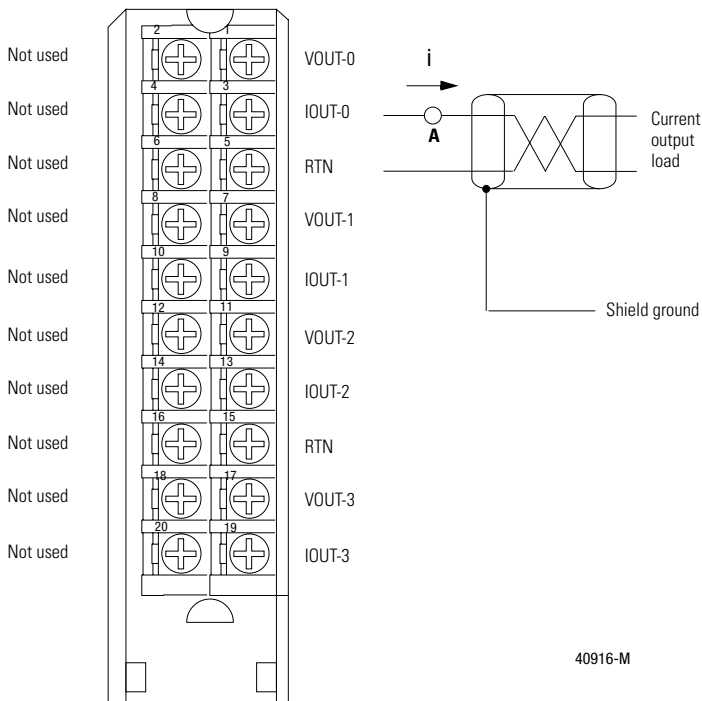 2 1
Not used VOUT-0
i
4 3
Not used IOUT-0
A
Current
output
load
6 5
Not used RTN
8 7
Not used VOUT-1
10 9
Not used IOUT-1
Shield ground
12 11
Not used VOUT-2
14 13
Not used IOUT-2
16 15
Not used RTN
18 17
Not used VOUT-3
20 19
Not used IOUT-3
40916-M